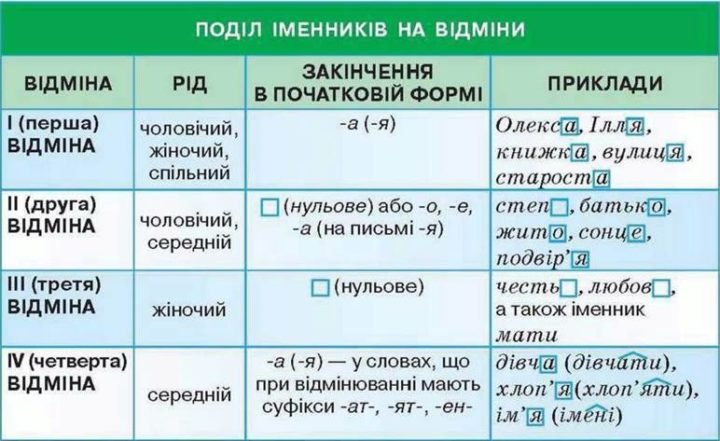 ПОДІЛ ІМЕННИКІВ НА ВІДМІНИ
ВІДМІНА
РІД
ЗАКІНЧЕННЯ
В ПОЧАТКОВІЙ ФОРМІ
ПРИКЛАДИ
І (перша)
ВІДМІНА
чоловічий,
жіночий,
спільний
-а (-я)
Олекса, Ілля,
книжка, вулиця,
староста
ІІ (друга)
ВІДМІНА
чоловічий,
середній
(нульове) або -о, -е,
-а (на письмі -я)
степ, батько,
жито, сонце,
подвір’я
ІІІ (третя)
ВІДМІНА
жіночий
(нульове)
честь, любов,
а також іменник
мати
IV (четверта)
ВІДМІНА
середній
-а (-я) — у словах, що
при відмінюванні мають
суфікси -ат-, -ят-, -ен-
дівча (дівчати),
хлоп’я (хлоп’яти),
ім’я (імені)